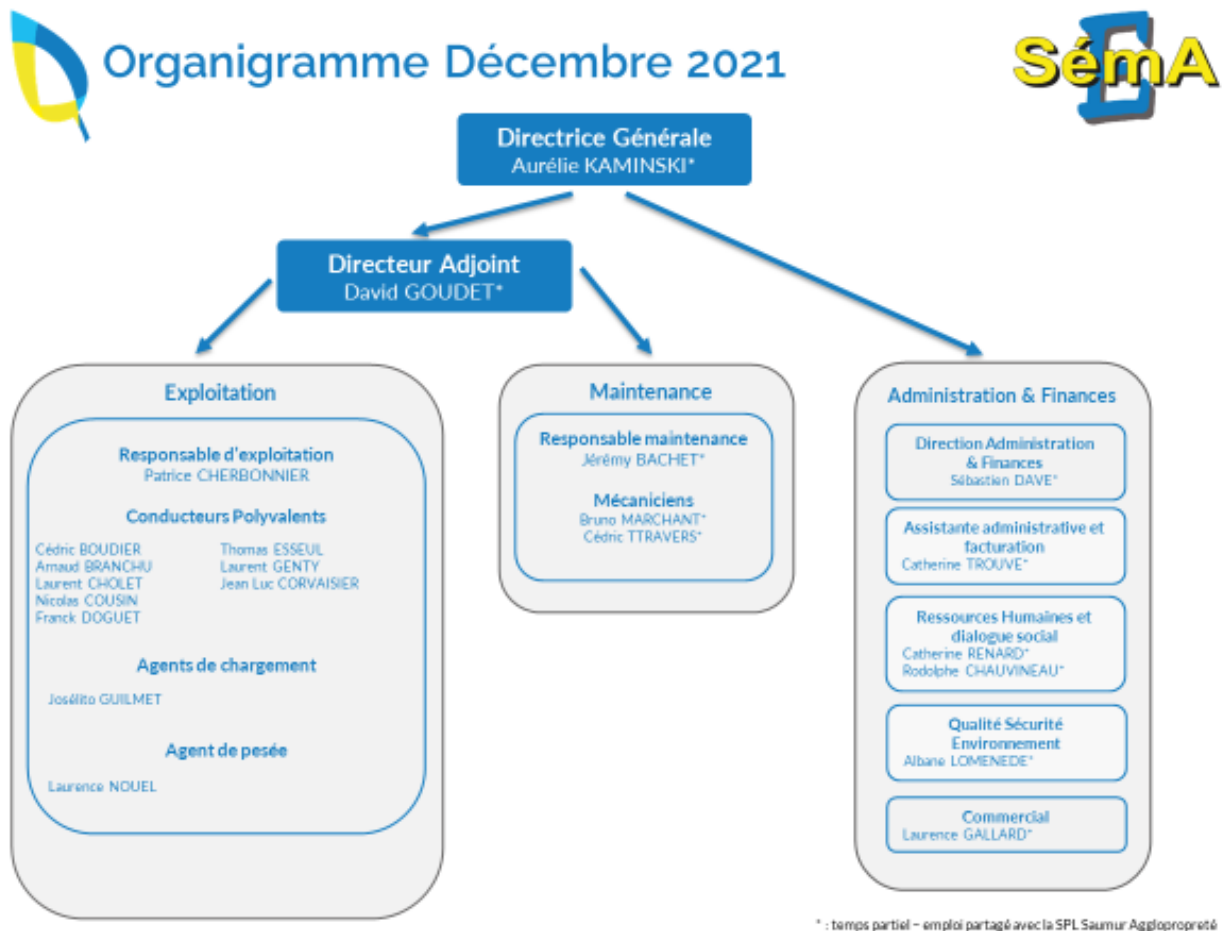 Organigramme Décembre 2021
SémA
E
Directrice Générale
Aurélie KAMINSKI*
Directeur Adjoint
David GOUDET*
Exploitation
Responsable d'exploitation
Patrice CHERBONNIER
Conducteurs Polyvalents
Cédric BOUDIER
Arnaud BRANCHU
Laurent CHOLET
Nicolas COUSIN
Franck DOGUET
Thomas ESSEUL
Laurent GENTY
Jean Luc CORVAISIER
Agents de chargement
Josélito GUILMET
Agent de pesée
Laurence NOUEL
Maintenance
Responsable maintenance
Jérémy BACHET*
Mécaniciens
Bruno MARCHANT*
Cédric TTRAVERS*
Administration & Finances
Direction Administration
& Finances
Sébastien DAVE*
Assistante administrative et
facturation
Catherine TROUVE*
Ressources Humaines et
dialogue social
Catherine RENARD*
Rodolphe CHAUVINEAU*
Qualité Sécurité
Environnement
Albane LOMENEDE*
Commercial
Laurence GALLARD*
* : temps partiel – emploi partagé avec la SPL Saumur Agglopropreté